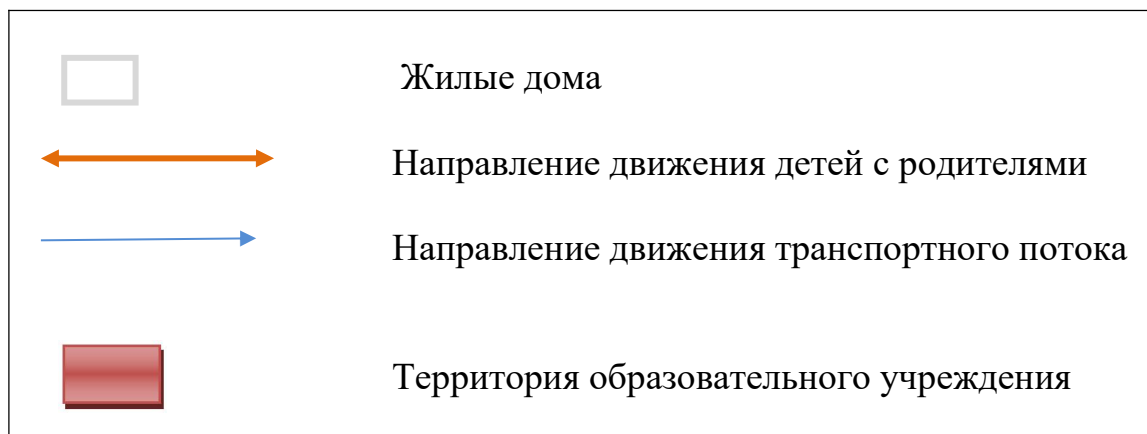 Жилые дома
Направление движения детей с родителями
Направление движения транспортного потока
Территория образовательного учреждения